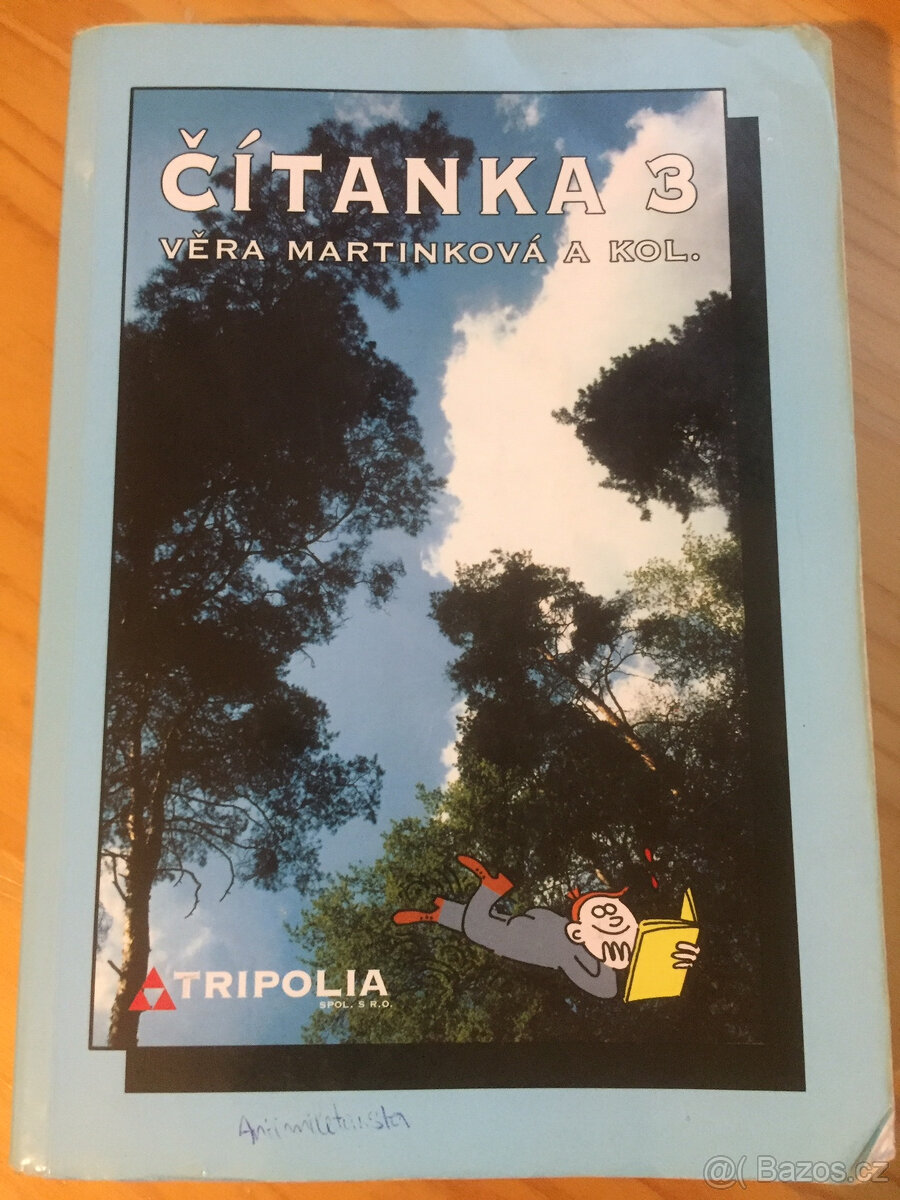 ČÍTANKA 3
VĚRA MARTINKOVÁ A KOL.
TRIPOLIA
SPOL. S R.O.
@( Bazos.cz